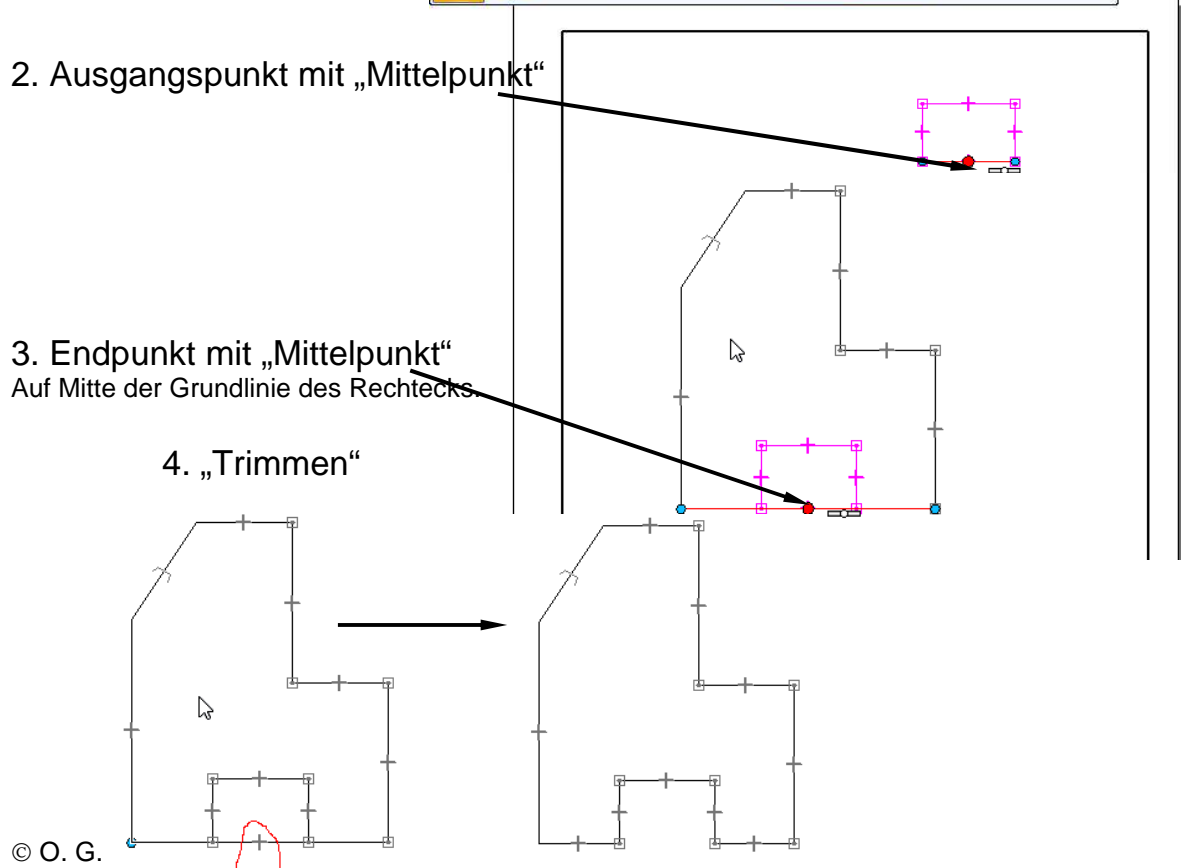 2. Ausgangspunkt mit „Mittelpunkt“
3. Endpunkt mit „Mittelpunkt“
Auf Mitte der Grundlinie des Rechtecks.
4. „Trimmen“
© O. G.